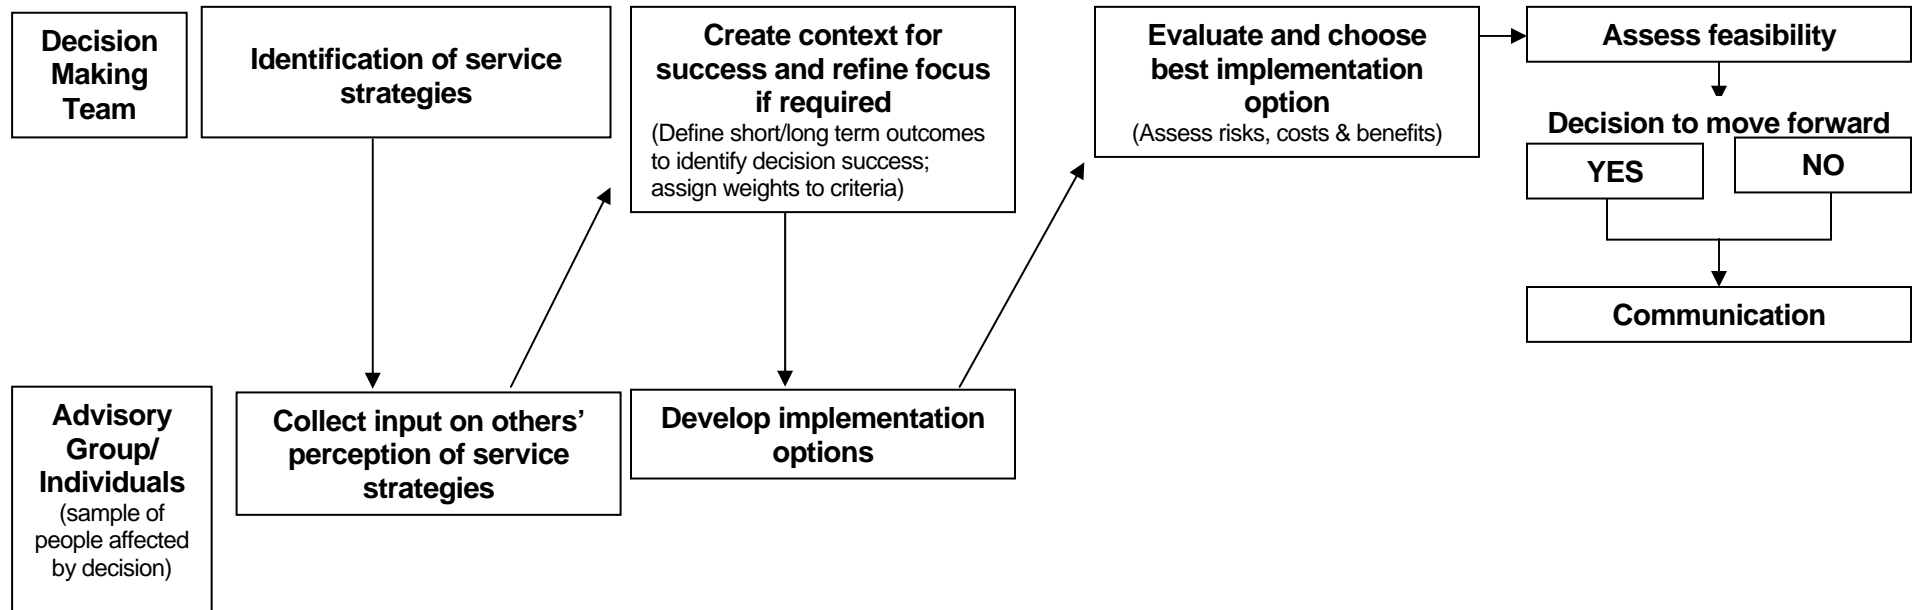 Decision
Making
Team
Identification of service
strategies
Create context for
success and refine focus
if required
(Define short/long term outcomes
to identify decision success;
assign weights to criteria)
Evaluate and choose
best implementation
option
(Assess risks, costs & benefits)
Assess feasibility
Decision to move forward
YES
NO
Communication
Advisory
Group/
Individuals
(sample of
people affected
by decision)
Collect input on others’
perception of service
strategies
Develop implementation
options